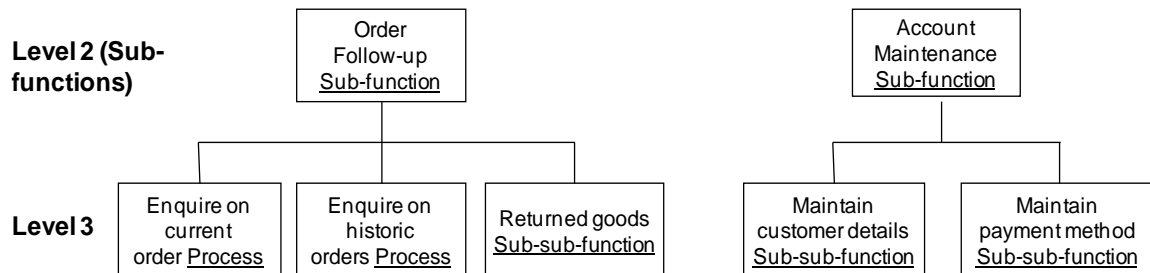 Level 2 (Sub-
functions)
Order
Follow-up
Sub-function
Account
Maintenance
Sub-function
Level 3
Enquire on
current
order Process
Enquire on
historic
orders Process
Returned goods
Sub-sub-function
Maintain
customer details
Sub-sub-function
Maintain
payment method
Sub-sub-function